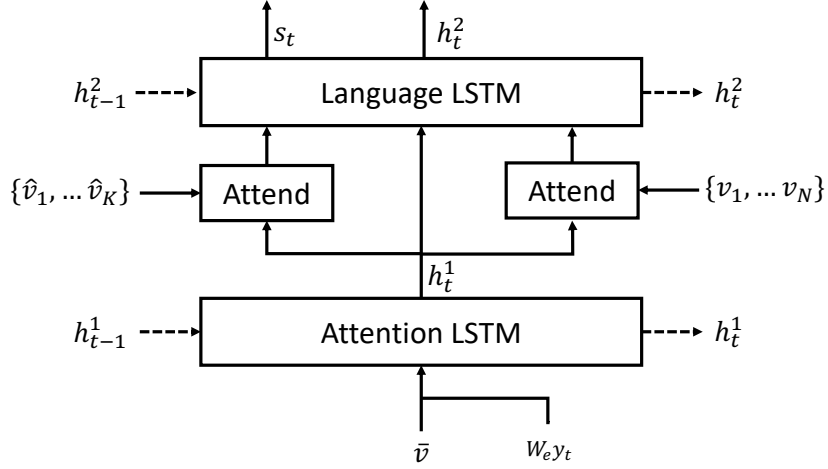 s_t h_t^2
h_{t-1}^2 Language LSTM h_t^2
{v̂_1, … v̂_K} Attend Attend {v_1, … v_N}
h_t^1
h_{t-1}^1 Attention LSTM h_t^1
v̄ W_e y_t